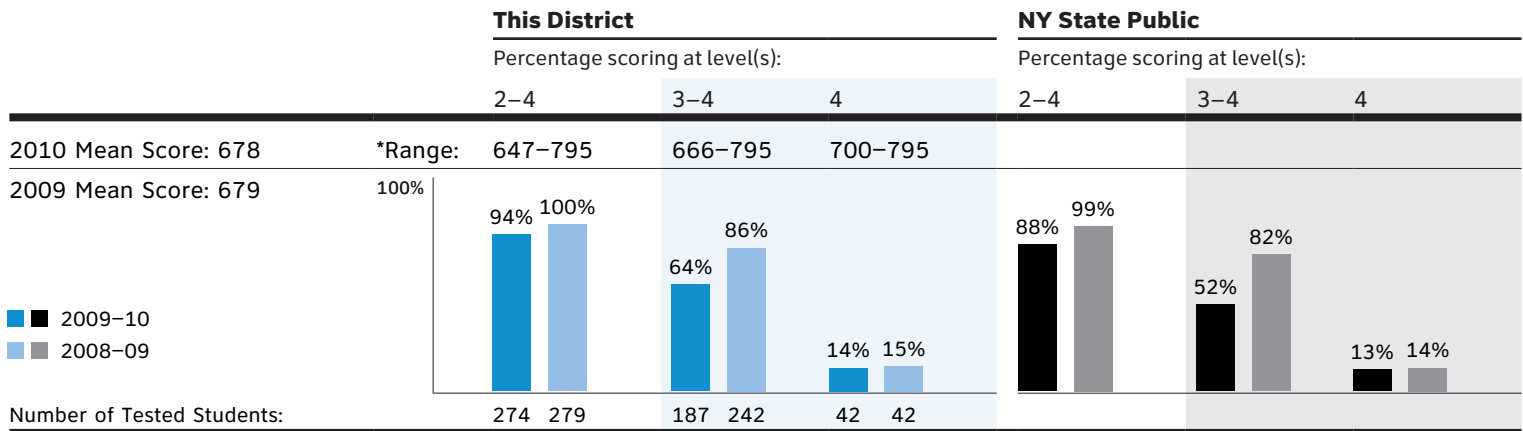 This District NY State Public
Percentage scoring at level(s): Percentage scoring at level(s):
2–4 3–4 4 2–4 3–4 4
2010 Mean Score: 678 *Range: 647–795 666–795 700–795
2009 Mean Score: 679 100%
94% 100% 64% 86% 14% 15% 88% 99% 52% 82% 13% 14%
2009–10
2008–09
Number of Tested Students: 274 279 187 242 42 42